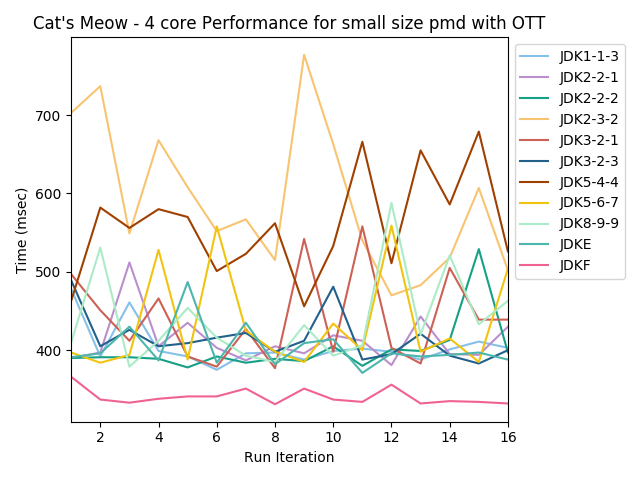 Cat's Meow - 4 core Performance for small size pmd with OTT
Time (msec)
700
600
500
400
2
4
6
8
10
12
14
16
Run Iteration
JDK1-1-3
JDK2-2-1
JDK2-2-2
JDK2-3-2
JDK3-2-1
JDK3-2-3
JDK5-4-4
JDK5-6-7
JDK8-9-9
JDKE
JDKF